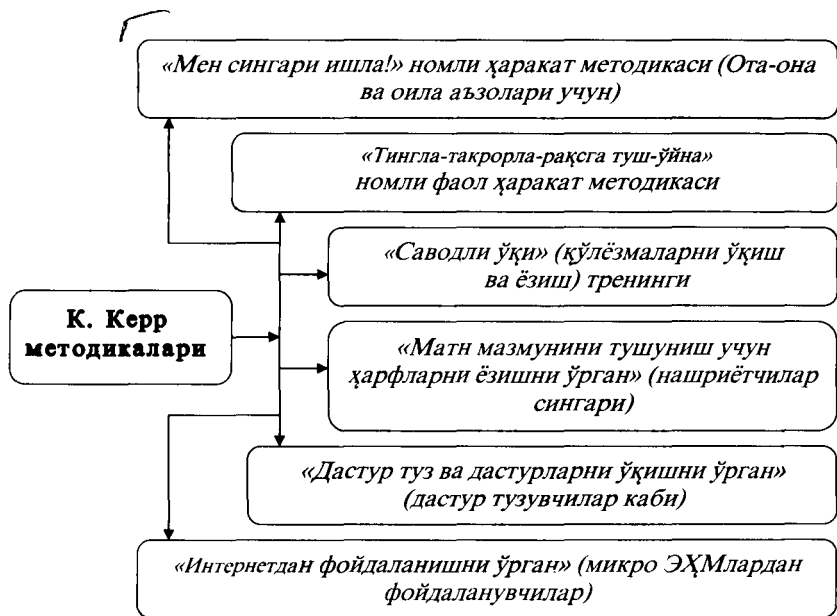 «Мен сингари ишла!» номли ҳаракат методикаси (Ота-она
ва оила аъзолари учун)
«Тингла-такрорла-рақсга туш-ўйна»
номли фаол ҳаракат методикаси
«Саводли ўқи» (қўлёзмаларни ўқиш
ва ёзиш) тренинги
К. Керр
методикалари
«Матн мазмунини тушуниш учун
ҳарфларни ёзишни ўрган» (нашриётчилар
сингари)
«Дастур туз ва дастурларни ўқишни ўрган»
(дастур тузувчилар каби)
«Интернетдан фойдаланишни ўрган» (микро ЭҲМлардан
фойдаланувчилар)